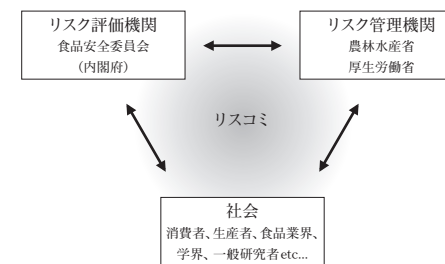 リスク評価機関
食品安全委員会
（内閣府）
リスク管理機関
農林水産省
厚生労働省
リスコミ
社会
消費者、生産者、食品業界、
学界、一般研究者etc...